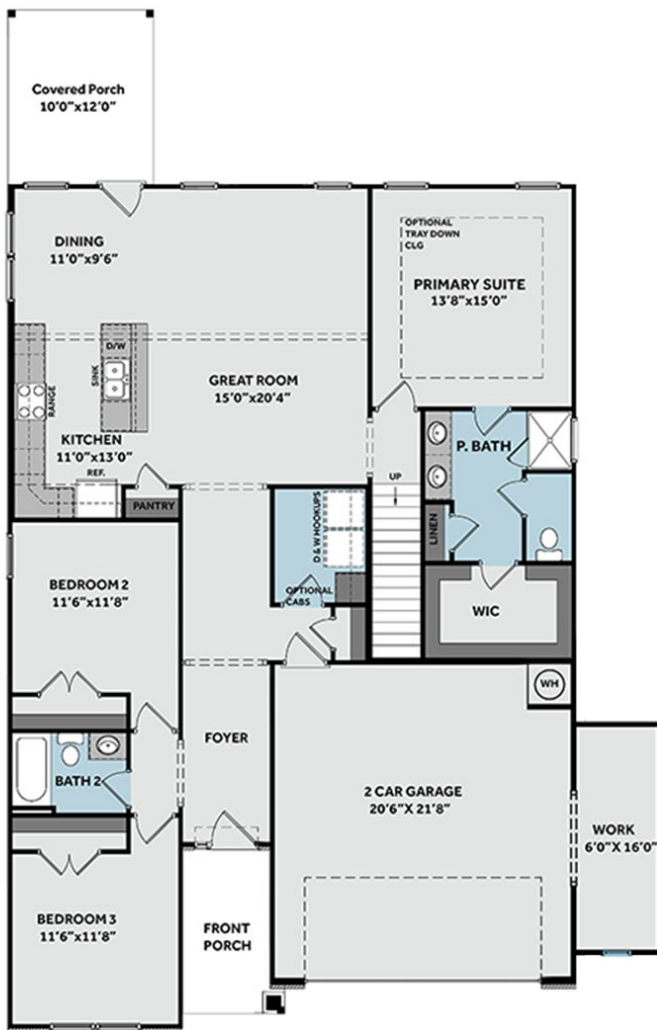 Covered Porch
10'0"x12'0"
DINING
11'0"x9'6"
OPTIONAL
TRAY DOWN
CLG
PRIMARY SUITE
13'8"x15'0"
D/W
SINK
RANGE
GREAT ROOM
15'0"x20'4"
KITCHEN
11'0"x13'0"
REF.
PANTRY
UP
P. BATH
LINEN
D & W HOOKUPS
OPTIONAL
CABS
WIC
BEDROOM 2
11'6"x11'8"
WH
FOYER
BATH 2
2 CAR GARAGE
20'6"X 21'8"
WORK
6'0"X 16'0"
BEDROOM 3
11'6"x11'8"
FRONT
PORCH